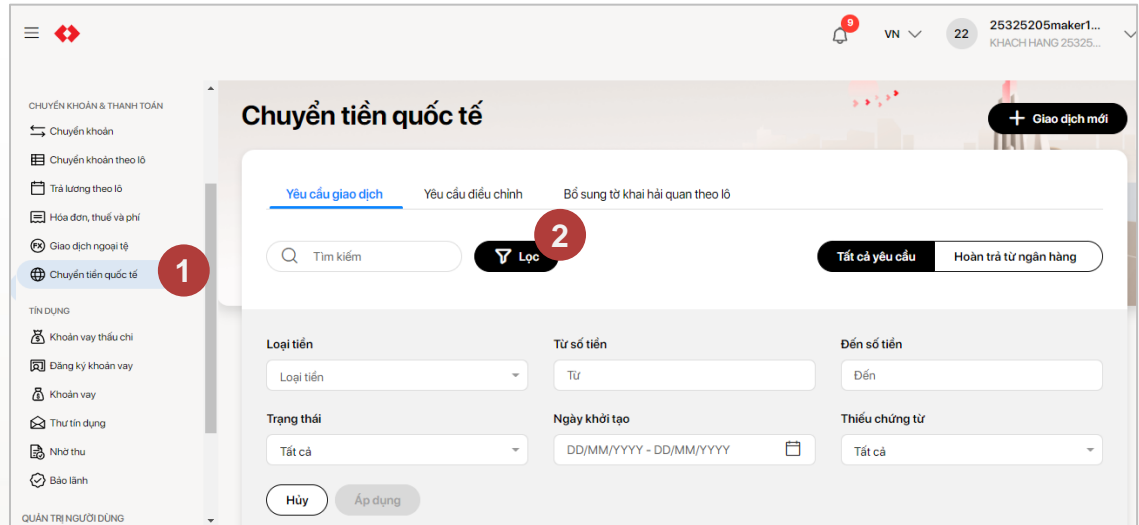 9
VN
22
25325205maker1...
KHACH HANG 25325...
CHUYỂN KHOẢN & THANH TOÁN
Chuyển khoản
Chuyển khoản theo lô
Trả lương theo lô
Hóa đơn, thuế và phí
FX Giao dịch ngoại tệ
Chuyển tiền quốc tế
1
TÍN DỤNG
Khoản vay thấu chi
Đăng ký khoản vay
Khoản vay
Thư tín dụng
Nhờ thu
Bảo lãnh
QUẢN TRỊ NGƯỜI DÙNG
Chuyển tiền quốc tế
+ Giao dịch mới
Yêu cầu giao dịch
Yêu cầu điều chỉnh
Bổ sung tờ khai hải quan theo lô
2
Tìm kiếm
Lọc
Tất cả yêu cầu
Hoàn trả từ ngân hàng
Loại tiền
Từ số tiền
Đến số tiền
Loại tiền
Từ
Đến
Trạng thái
Ngày khởi tạo
Thiếu chứng từ
Tất cả
DD/MM/YYYY - DD/MM/YYYY
Tất cả
Hủy
Áp dụng